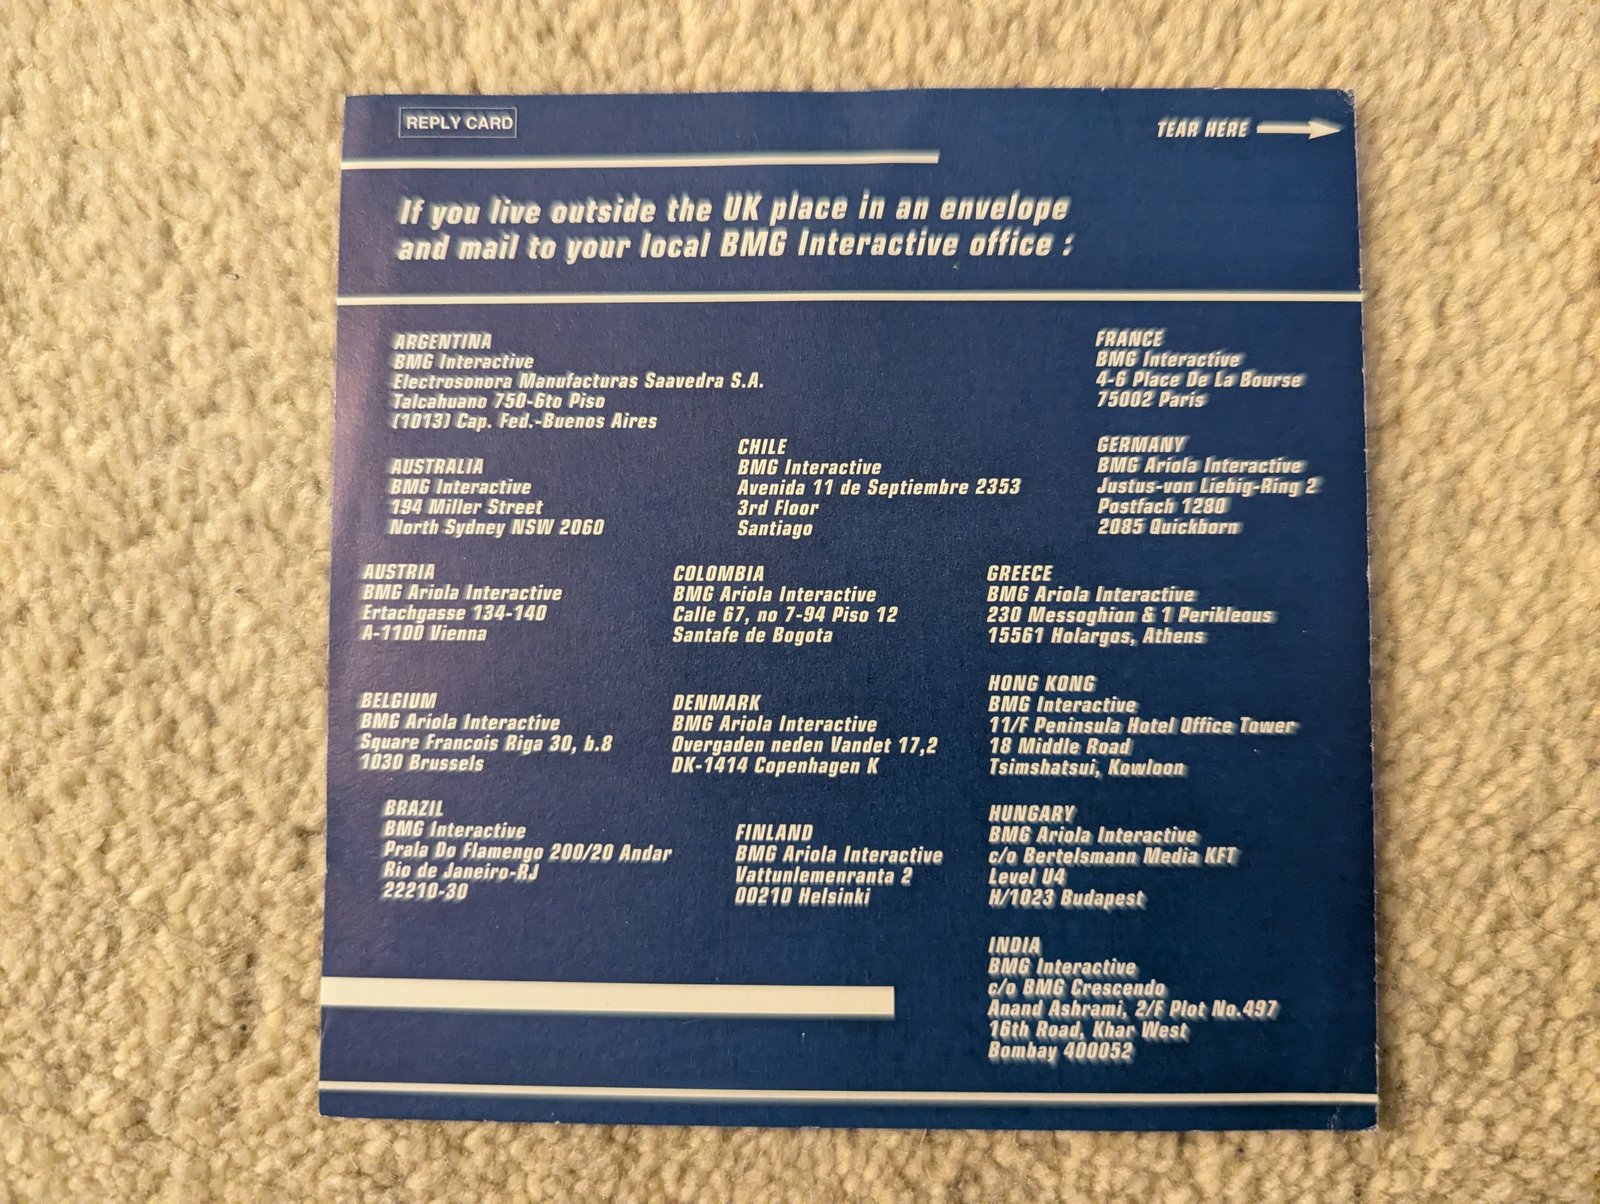 REPLY CARD
TEAR HERE
If you live outside the UK place in an envelope
and mail to your local BMG Interactive office :
ARGENTINA
BMG Interactive
Electrosonora Manufacturas Saavedra S.A.
Talcahuano 750-6to Piso
(1013) Cap. Fed.-Buenos Aires
AUSTRALIA
BMG Interactive
194 Miller Street
North Sydney NSW 2060
AUSTRIA
BMG Ariola Interactive
Ertachgasse 134-140
A-1100 Vienna
BELGIUM
BMG Ariola Interactive
Square Francois Riga 30, b.8
1030 Brussels
BRAZIL
BMG Interactive
Prala Do Flamengo 200/20 Andar
Rio de Janeiro-RJ
22210-30
CHILE
BMG Interactive
Avenida 11 de Septiembre 2353
3rd Floor
Santiago
COLOMBIA
BMG Ariola Interactive
Calle 67, no 7-94 Piso 12
Santafe de Bogota
DENMARK
BMG Ariola Interactive
Overgaden neden Vandet 17,2
DK-1414 Copenhagen K
FINLAND
BMG Ariola Interactive
Vattunlemenranta 2
00210 Helsinki
FRANCE
BMG Interactive
4-6 Place De La Bourse
75002 Paris
GERMANY
BMG Ariola Interactive
Justus-von Liebig-Ring 2
Postfach 1280
2085 Quickborn
GREECE
BMG Ariola Interactive
230 Messoghion & 1 Perikleous
15561 Holargos, Athens
HONG KONG
BMG Interactive
11/F Peninsula Hotel Office Tower
18 Middle Road
Tsimshatsui, Kowloon
HUNGARY
BMG Ariola Interactive
c/o Bertelsmann Media KFT
Level U4
H/1023 Budapest
INDIA
BMG Interactive
c/o BMG Crescendo
Anand Ashrami, 2/F Plot No.497
16th Road, Khar West
Bombay 400052